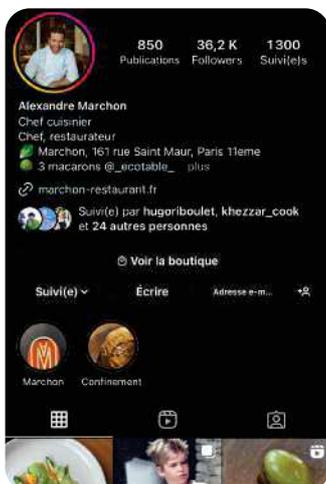 850 36,2 K 1300
Publications Followers Suivi(e)s
Alexandre Marchon
Chef cuisinier
Chef, restaurateur
Marchon, 161 rue Saint Maur, Paris 11eme
3 macarons @_ecotable_ plus
marchon-restaurant.fr
Suivi(e) par hugoriboulet, khezzar_cook
et 24 autres personnes
Voir la boutique
Suivi(e) Écrire Adresse e-m...
M
Marchon Confinement